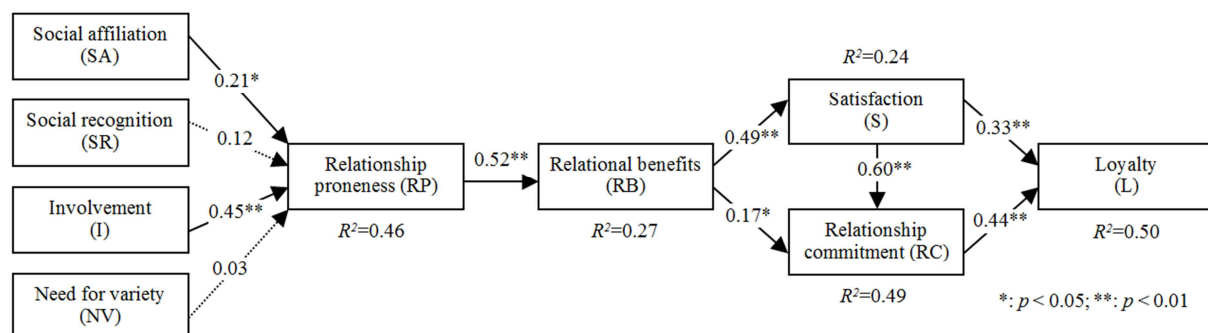 Social affiliation
(SA)
0.21*
Social recognition
(SR)
0.12
Involvement
(I)
0.45**
Need for variety
(NV)
0.03
Relationship
proneness (RP)
R²=0.46
0.52**
Relational benefits
(RB)
R²=0.27
0.49**
0.17*
R²=0.24
Satisfaction
(S)
0.60**
Relationship
commitment (RC)
R²=0.49
0.33**
0.44**
Loyalty
(L)
R²=0.50
*: p < 0.05; **: p < 0.01